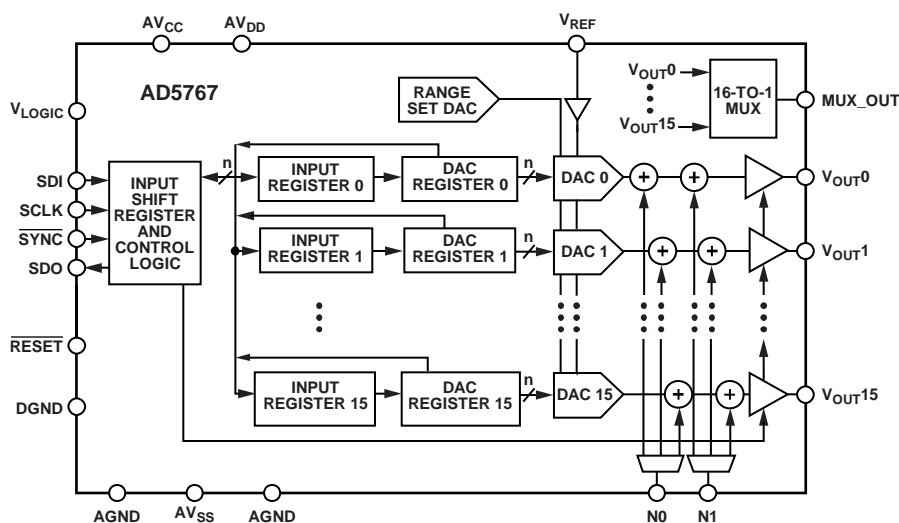 AVCC AVDD VREF
AD5767
VLOGIC
RANGE
SET DAC
VOUT0
VOUT15
16-TO-1
MUX
MUX_OUT
SDI
SCLK
SYNC
SDO
INPUT
SHIFT
REGISTER
AND
CONTROL
LOGIC
n
INPUT
REGISTER 0
DAC
REGISTER 0
n
DAC 0
+ +
VOUT0
INPUT
REGISTER 1
DAC
REGISTER 1
n
DAC 1
+ +
VOUT1
RESET
DGND
INPUT
REGISTER 15
DAC
REGISTER 15
n
DAC 15
+ +
VOUT15
AGND AVSS AGND N0 N1